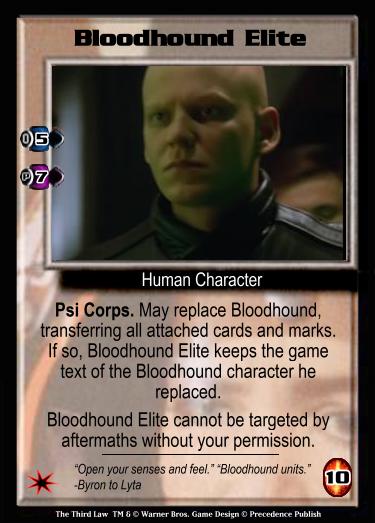 Bloodhound Elite
I 5
P 7
Human Character
Psi Corps. May replace Bloodhound,
transferring all attached cards and marks.
If so, Bloodhound Elite keeps the game
text of the Bloodhound character he
replaced.
Bloodhound Elite cannot be targeted by
aftermaths without your permission.
“Open your senses and feel.” “Bloodhound units.”
-Byron to Lyta
10
The Third Law TM & © Warner Bros. Game Design © Precedence Publish